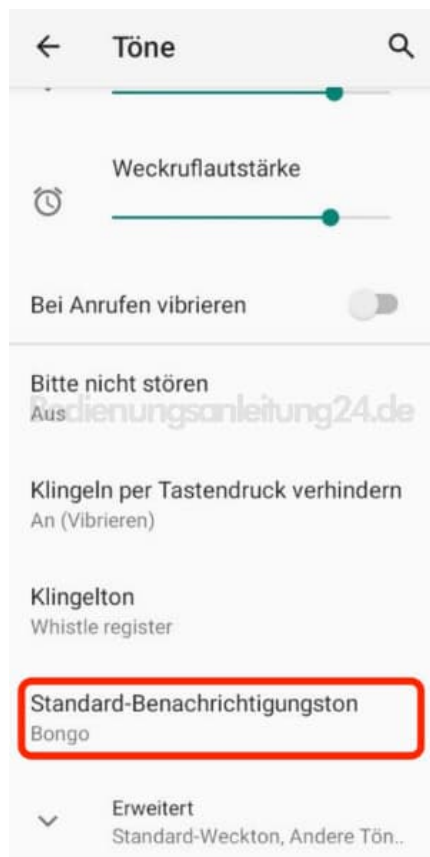 Töne
Weckruflautstärke
Bei Anrufen vibrieren
Bitte nicht stören
Aus
Bedienungsanleitung24.de
Klingeln per Tastendruck verhindern
An (Vibrieren)
Klingelton
Whistle register
Standard-Benachrichtigungston
Bongo
Erweitert
Standard-Weckton, Andere Tön..